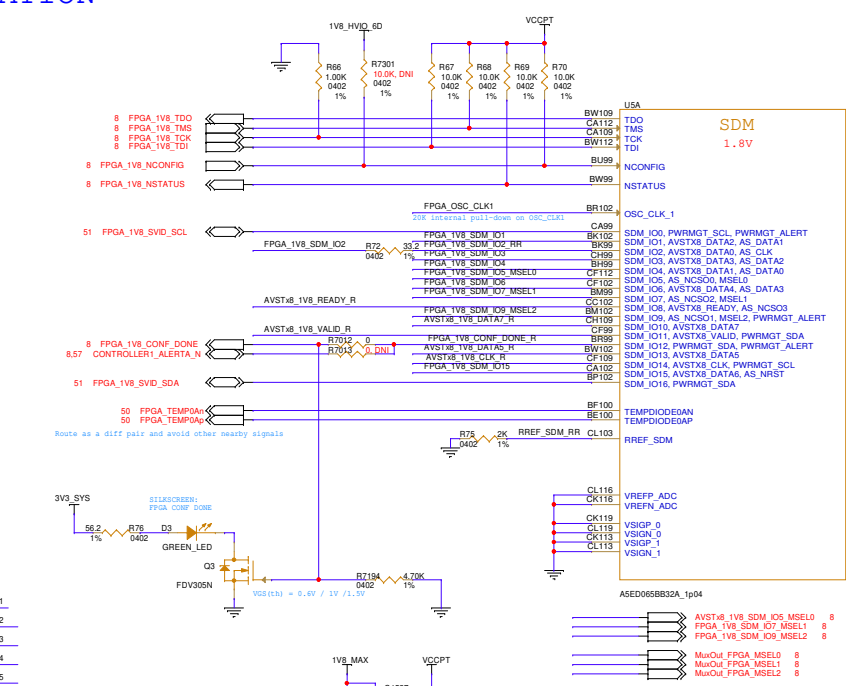 1V8_HVIO_6D
VCCPT
R66
1.00K
0402
1%
R7301
10.0K, DNI
0402
1%
R67
10.0K
0402
1%
R68
10.0K
0402
1%
R69
10.0K
0402
1%
R70
10.0K
0402
1%
U5A
SDM
1.8V
8 FPGA_1V8_TDO
8 FPGA_1V8_TMS
8 FPGA_1V8_TCK
8 FPGA_1V8_TDI
8 FPGA_1V8_NCONFIG
8 FPGA_1V8_NSTATUS
BW109 TDO
CA112 TMS
CA109 TCK
BW112 TDI
BU99 NCONFIG
BW99 NSTATUS
FPGA_OSC_CLK1 BR102 OSC_CLK_1
20K internal pull-down on OSC_CLK1
51 FPGA_1V8_SVID_SCL
CA99 SDM_IO0, PWRMGT_SCL, PWRMGT_ALERT
FPGA_1V8_SDM_IO1 BK102 SDM_IO1, AVSTX8_DATA2, AS_DATA1
FPGA_1V8_SDM_IO2 R72 33.2 0402 1% FPGA_1V8_SDM_IO2_RR BK99 SDM_IO2, AVSTX8_DATA0, AS_CLK
FPGA_1V8_SDM_IO3 CH99 SDM_IO3, AVSTX8_DATA3, AS_DATA2
FPGA_1V8_SDM_IO4 BH99 SDM_IO4, AVSTX8_DATA1, AS_DATA0
FPGA_1V8_SDM_IO5_MSEL0 CF112 SDM_IO5, AS_NCSO0, MSEL0
FPGA_1V8_SDM_IO6 CF102 SDM_IO6, AVSTX8_DATA4, AS_DATA3
FPGA_1V8_SDM_IO7_MSEL1 BM99 SDM_IO7, AS_NCSO2, MSEL1
AVSTx8_1V8_READY_R CC102 SDM_IO8, AVSTX8_READY, AS_NCSO3
FPGA_1V8_SDM_IO9_MSEL2 BM102 SDM_IO9, AS_NCSO1, MSEL2, PWRMGT_ALERT
AVSTx8_1V8_DATA7_R CH109 SDM_IO10, AVSTX8_DATA7
AVSTx8_1V8_VALID_R CF99 SDM_IO11, AVSTX8_VALID, PWRMGT_SDA
8 FPGA_1V8_CONF_DONE R7012 0 FPGA_1V8_CONF_DONE_R BR99 SDM_IO12, PWRMGT_SDA, PWRMGT_ALERT
8,57 CONTROLLER1_ALERTA_N R7013 0, DNI AVSTx8_1V8_DATA5_R BW102 SDM_IO13, AVSTX8_DATA5
AVSTx8_1V8_CLK_R CF109 SDM_IO14, AVSTX8_CLK, PWRMGT_SCL
FPGA_1V8_SDM_IO15 CA102 SDM_IO15, AVSTX8_DATA6, AS_NRST
51 FPGA_1V8_SVID_SDA BP102 SDM_IO16, PWRMGT_SDA
50 FPGA_TEMP0An BF100 TEMPDIODE0AN
50 FPGA_TEMP0Ap BE100 TEMPDIODE0AP
Route as a diff pair and avoid other nearby signals
R75 2K RREF_SDM_RR CL103 RREF_SDM
0402 1%
CL116 VREFP_ADC
CK116 VREFN_ADC
CK119 VSIGP_0
CL119 VSIGN_0
CK113 VSIGP_1
CL113 VSIGN_1
3V3_SYS
SILKSCREEN:
FPGA CONF DONE
56.2 R76 D3
1% 0402
GREEN_LED
Q3
FDV305N
VGS(th) = 0.6V / 1V /1.5V
R7194 4.70K
0402 1%
A5ED065BB32A_1p04
AVSTx8_1V8_SDM_IO5_MSEL0 8
FPGA_1V8_SDM_IO7_MSEL1 8
FPGA_1V8_SDM_IO9_MSEL2 8
MuxOut_FPGA_MSEL0 8
MuxOut_FPGA_MSEL1 8
MuxOut_FPGA_MSEL2 8
1V8_MAX
VCCPT
1
2
3
4
5